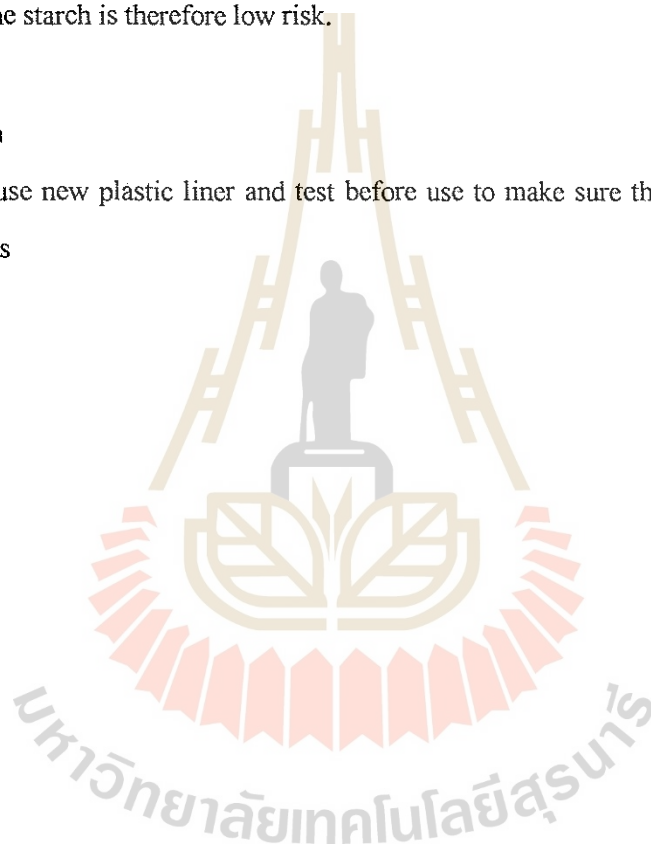 ne starch is therefore low risk.
use new plastic liner and test before use to make sure th
s
มหาวิทยาลัยเทคโนโลยีสุรนารี